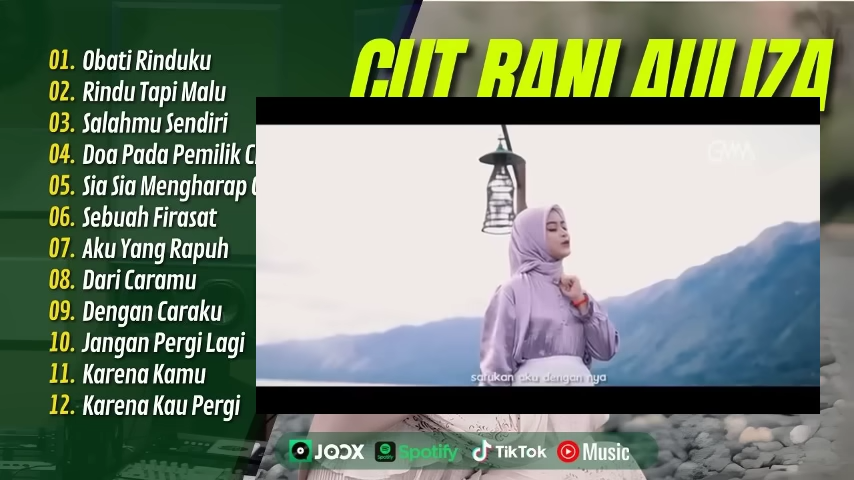 CUT RANI AULIZA
01. Obati Rinduku
02. Rindu Tapi Malu
03. Salahmu Sendiri
04. Doa Pada Pemilik
05. Sia Sia Mengharap
06. Sebuah Firasat
07. Aku Yang Rapuh
08. Dari Caramu
09. Dengan Caraku
10. Jangan Pergi Lagi
11. Karena Kamu
12. Karena Kau Pergi
satukan aku dengan nya
JOOX Spotify Spotify TikTok Music